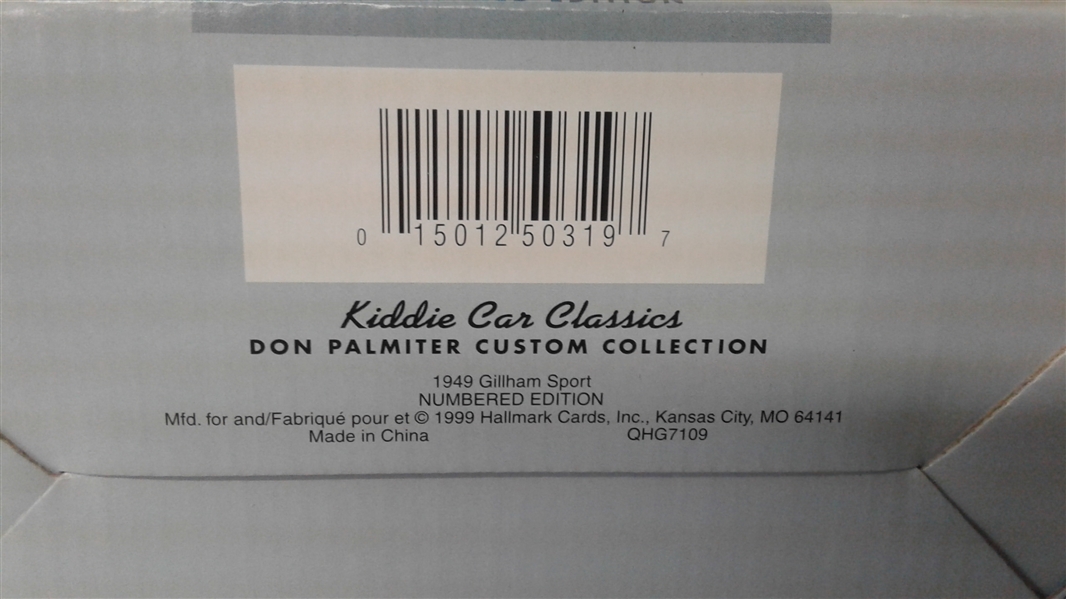 EDITION
0 15012 50319 7
Kiddie Car Classics
DON PALMITER CUSTOM COLLECTION
1949 Gillham Sport
NUMBERED EDITION
Mfd. for and/Fabriqué pour et © 1999 Hallmark Cards, Inc., Kansas City, MO 64141
Made in China QHG7109